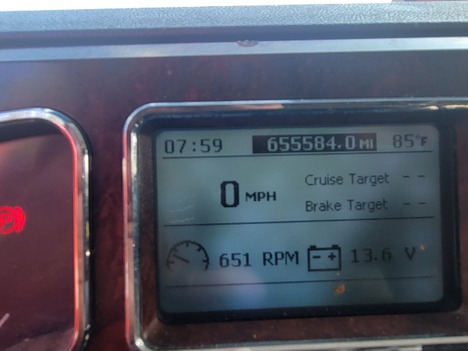 07:59 655584.0 MI 85°F
0 MPH
Cruise Target - -
Brake Target - -
651 RPM - + 13.6 V
P